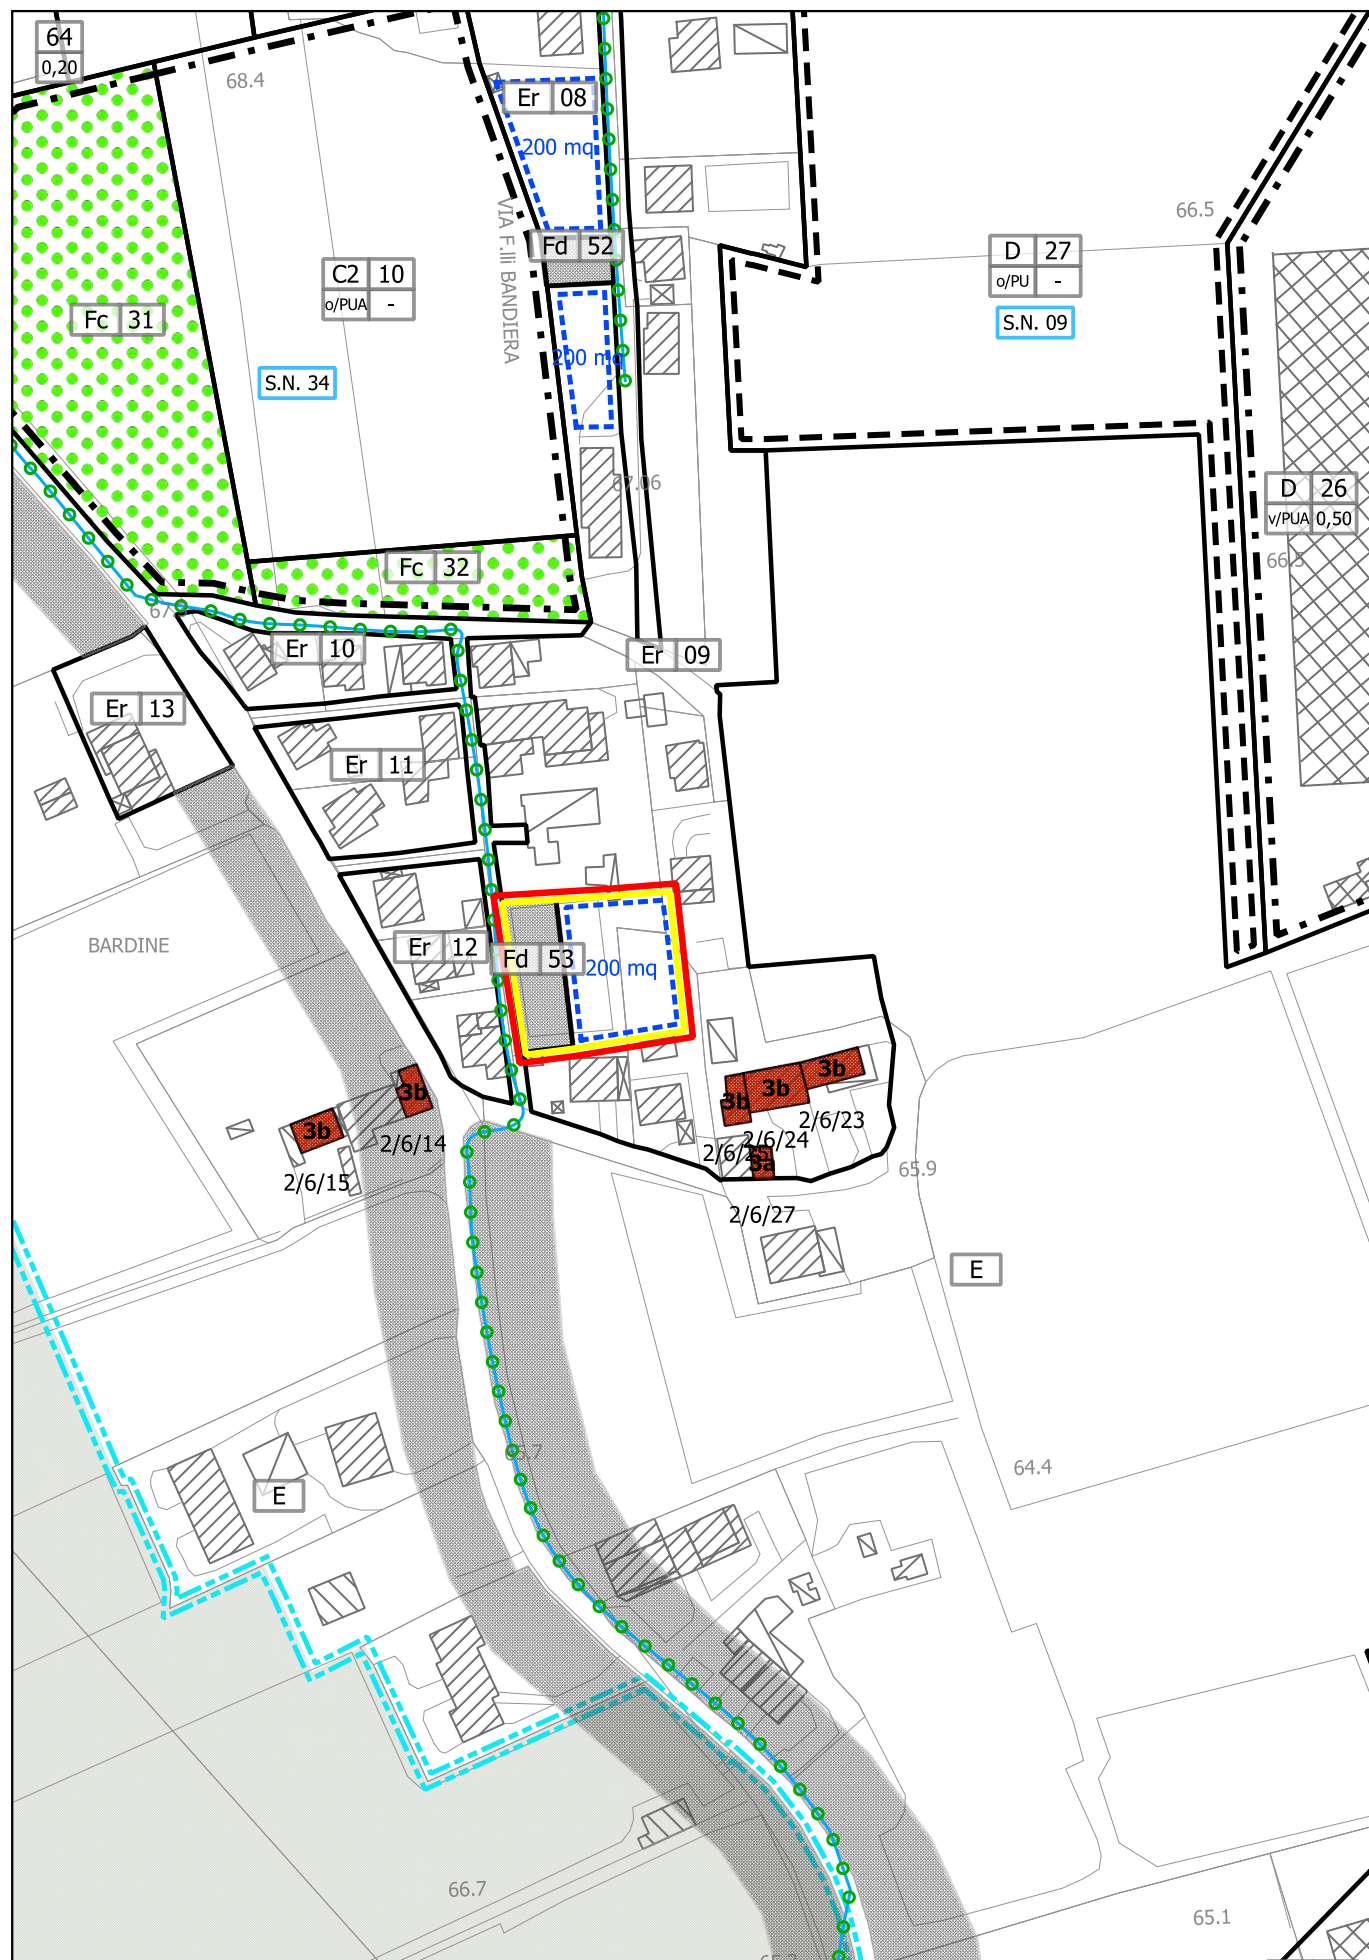 64
0,20
68.4
Er 08
200 mq
VIA F.lli BANDIERA
Fd 52
66.5
D 27
o/PU -
S.N. 09
C2 10
o/PUA -
Fc 31
S.N. 34
200 mq
67.06
D 26
v/PUA 0,50
66.5
Fc 32
Er 10
Er 09
Er 13
Er 11
BARDINE
Er 12
Fd 53
200 mq
3b
3b
3b
3b
3b
2/6/23
2/6/24
2/6/14
3a
2/6/15
65.9
2/6/27
E
64.4
E
66.7
65.1